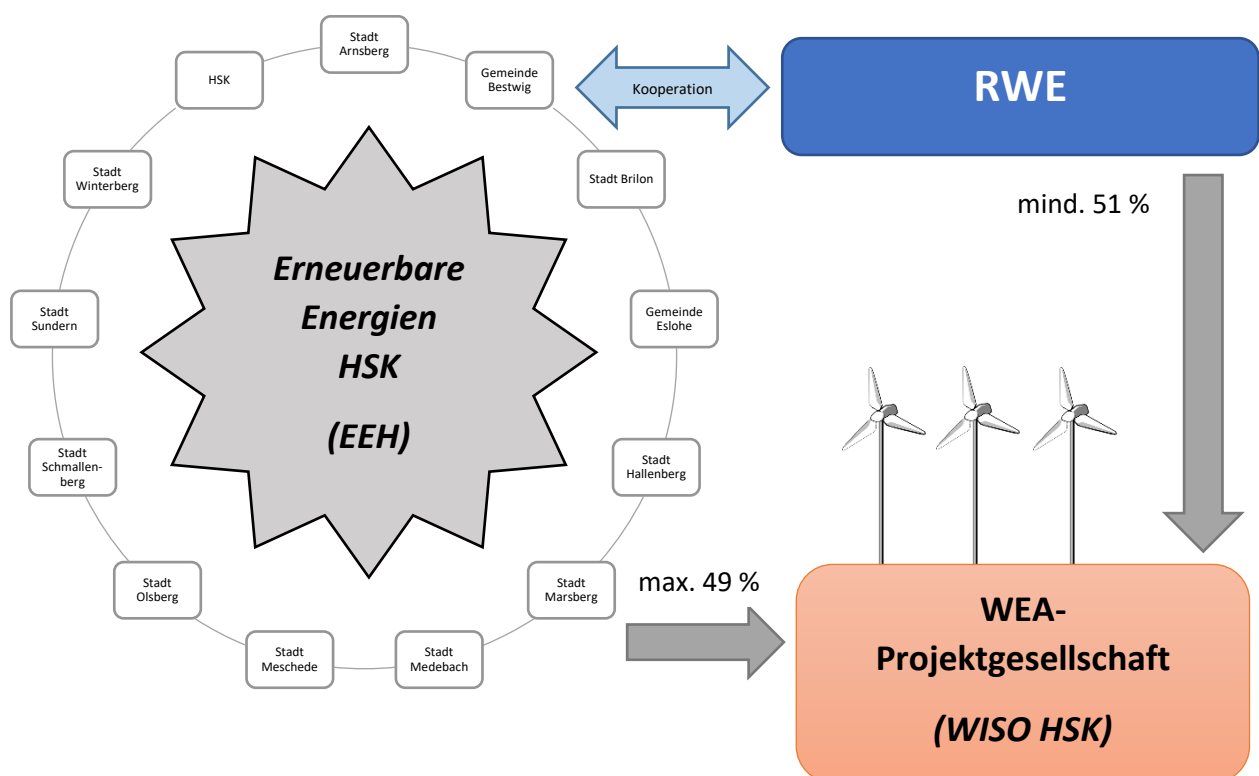 Stadt
Arnsberg
HSK
Gemeinde
Bestwig
Kooperation
RWE
Stadt
Winterberg
Stadt Brilon
mind. 51 %
Erneuerbare
Energien
HSK
(EEH)
Stadt
Sundern
Gemeinde
Eslohe
Stadt
Schmallen-
berg
Stadt
Hallenberg
Stadt
Olsberg
Stadt
Marsberg
max. 49 %
Stadt
Meschede
Stadt
Medebach
WEA-
Projektgesellschaft
(WISO HSK)